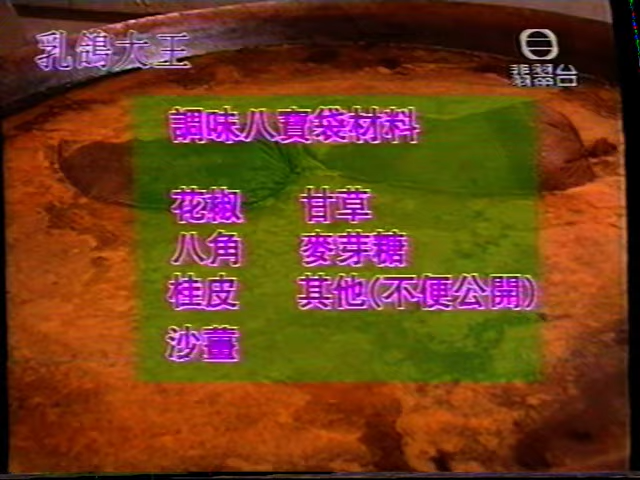 乳鴿大王
翡翠台
調味八寶袋材料
花椒 甘草
八角 麥芽糖
桂皮 其他(不便公開)
沙薑